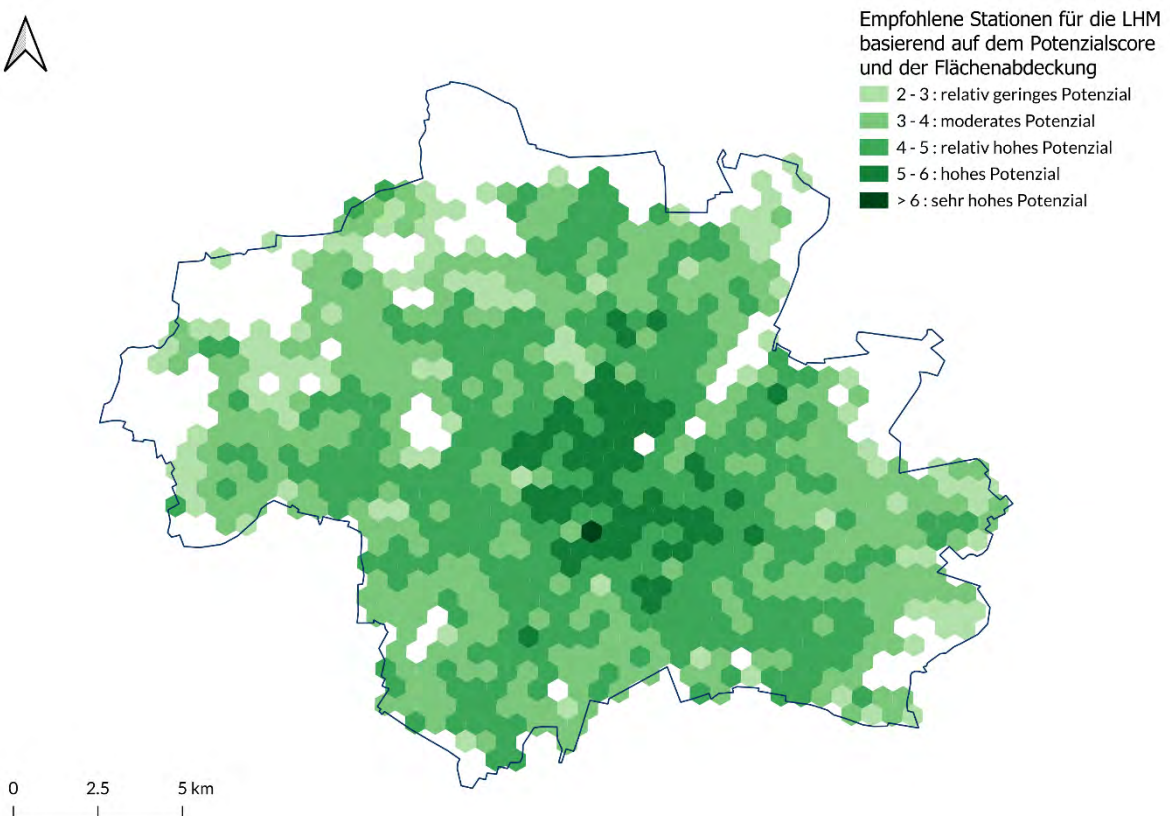 Empfohlene Stationen für die LHM
basierend auf dem Potenzialscore
und der Flächenabdeckung
2 - 3 : relativ geringes Potenzial
3 - 4 : moderates Potenzial
4 - 5 : relativ hohes Potenzial
5 - 6 : hohes Potenzial
> 6 : sehr hohes Potenzial
0 2.5 5 km